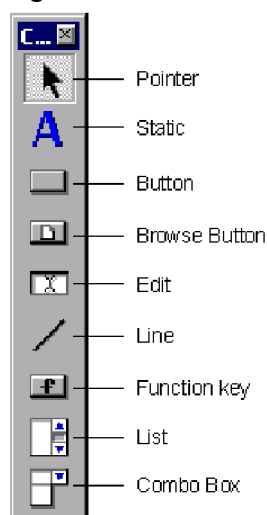 C...
Pointer
A Static
Button
Browse Button
Edit
Line
f Function key
List
Combo Box